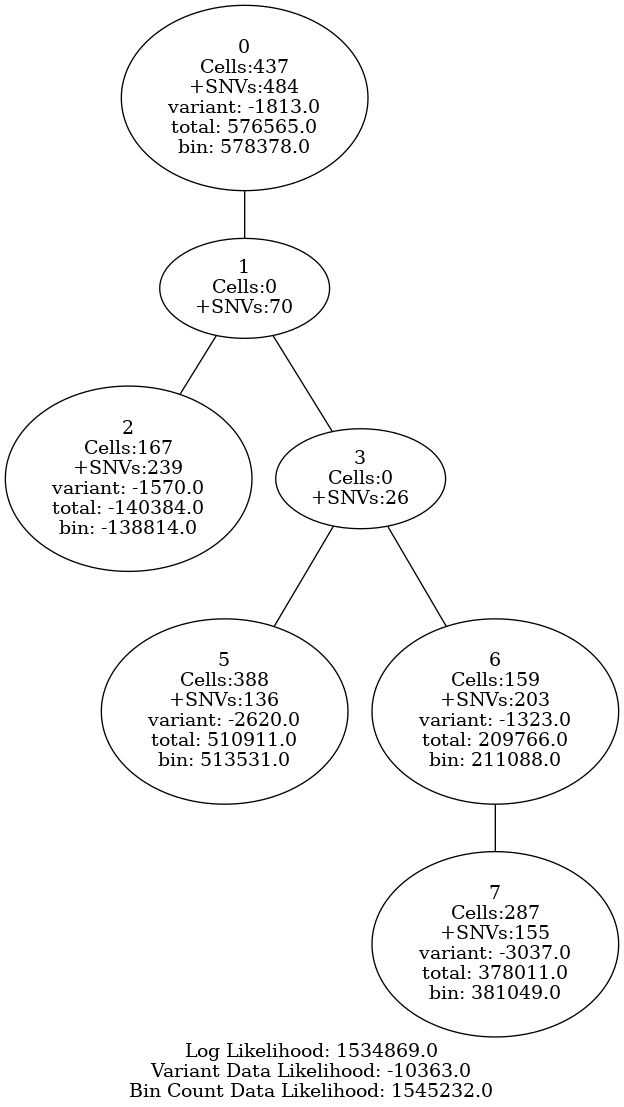 0
Cells:437
+SNVs:484
variant: -1813.0
total: 576565.0
bin: 578378.0
1
Cells:0
+SNVs:70
2
Cells:167
+SNVs:239
variant: -1570.0
total: -140384.0
bin: -138814.0
3
Cells:0
+SNVs:26
5
Cells:388
+SNVs:136
variant: -2620.0
total: 510911.0
bin: 513531.0
6
Cells:159
+SNVs:203
variant: -1323.0
total: 209766.0
bin: 211088.0
7
Cells:287
+SNVs:155
variant: -3037.0
total: 378011.0
bin: 381049.0
Log Likelihood: 1534869.0
Variant Data Likelihood: -10363.0
Bin Count Data Likelihood: 1545232.0